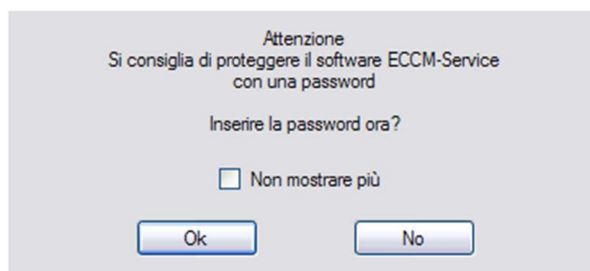 Attenzione
Si consiglia di proteggere il software ECCM-Service
con una password
Inserire la password ora?
Non mostrare più
Ok
No